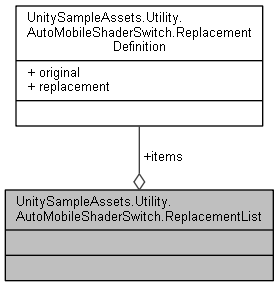 UnitySampleAssets.Utility.
AutoMobileShaderSwitch.Replacement
Definition
+ original
+ replacement
+items
UnitySampleAssets.Utility.
AutoMobileShaderSwitch.ReplacementList